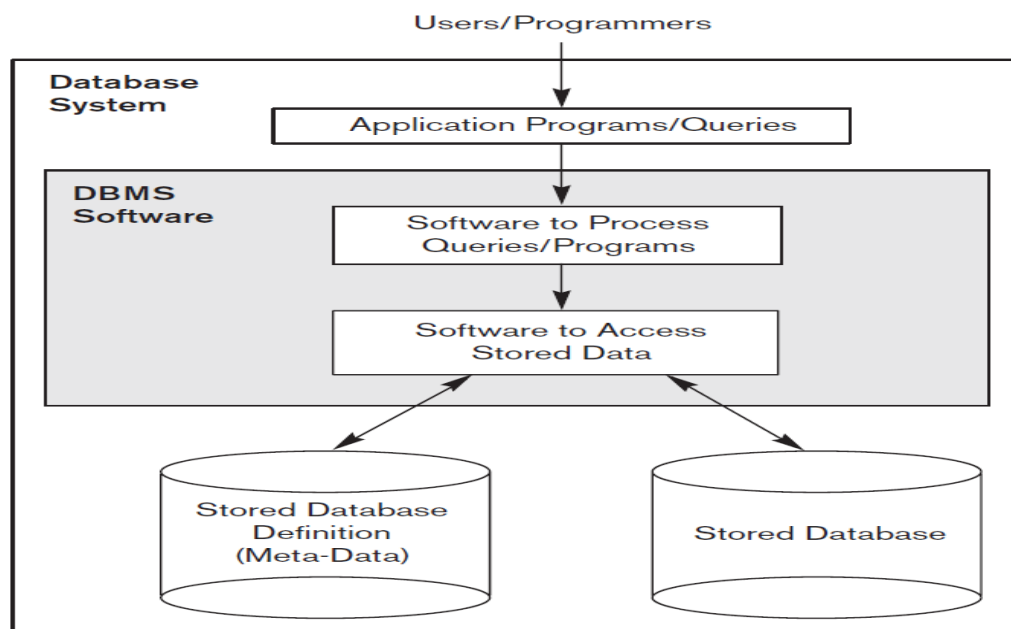 Users/Programmers
Database
System
Application Programs/Queries
DBMS
Software
Software to Process
Queries/Programs
Software to Access
Stored Data
Stored Database
Definition
(Meta-Data)
Stored Database